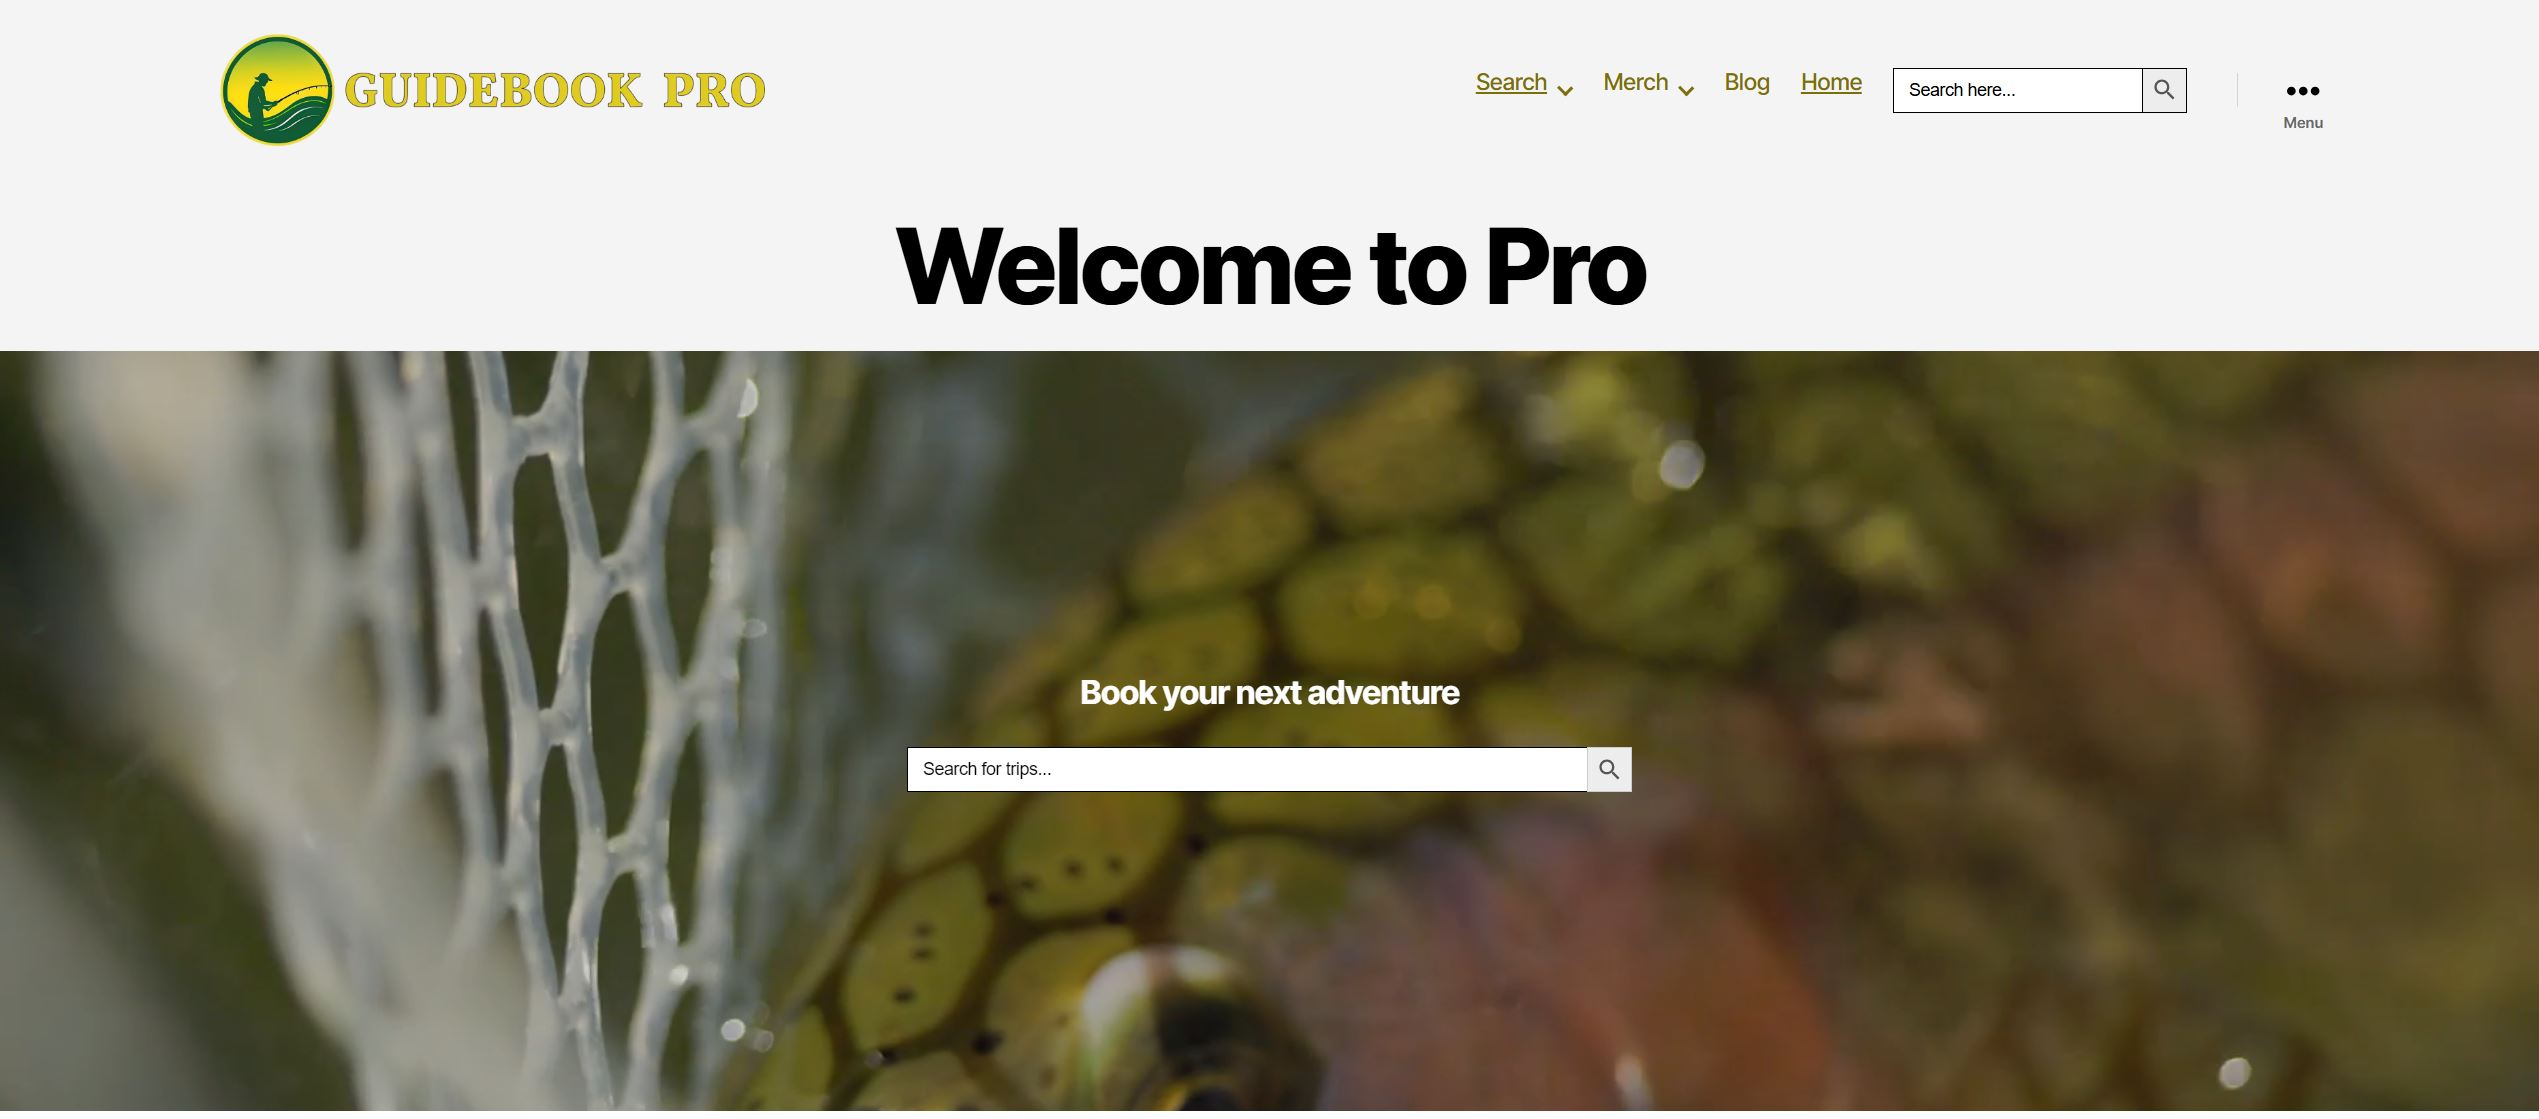 GUIDEBOOK PRO
Search Merch Blog Home
Search here...
Menu
Welcome to Pro
Book your next adventure
Search for trips...